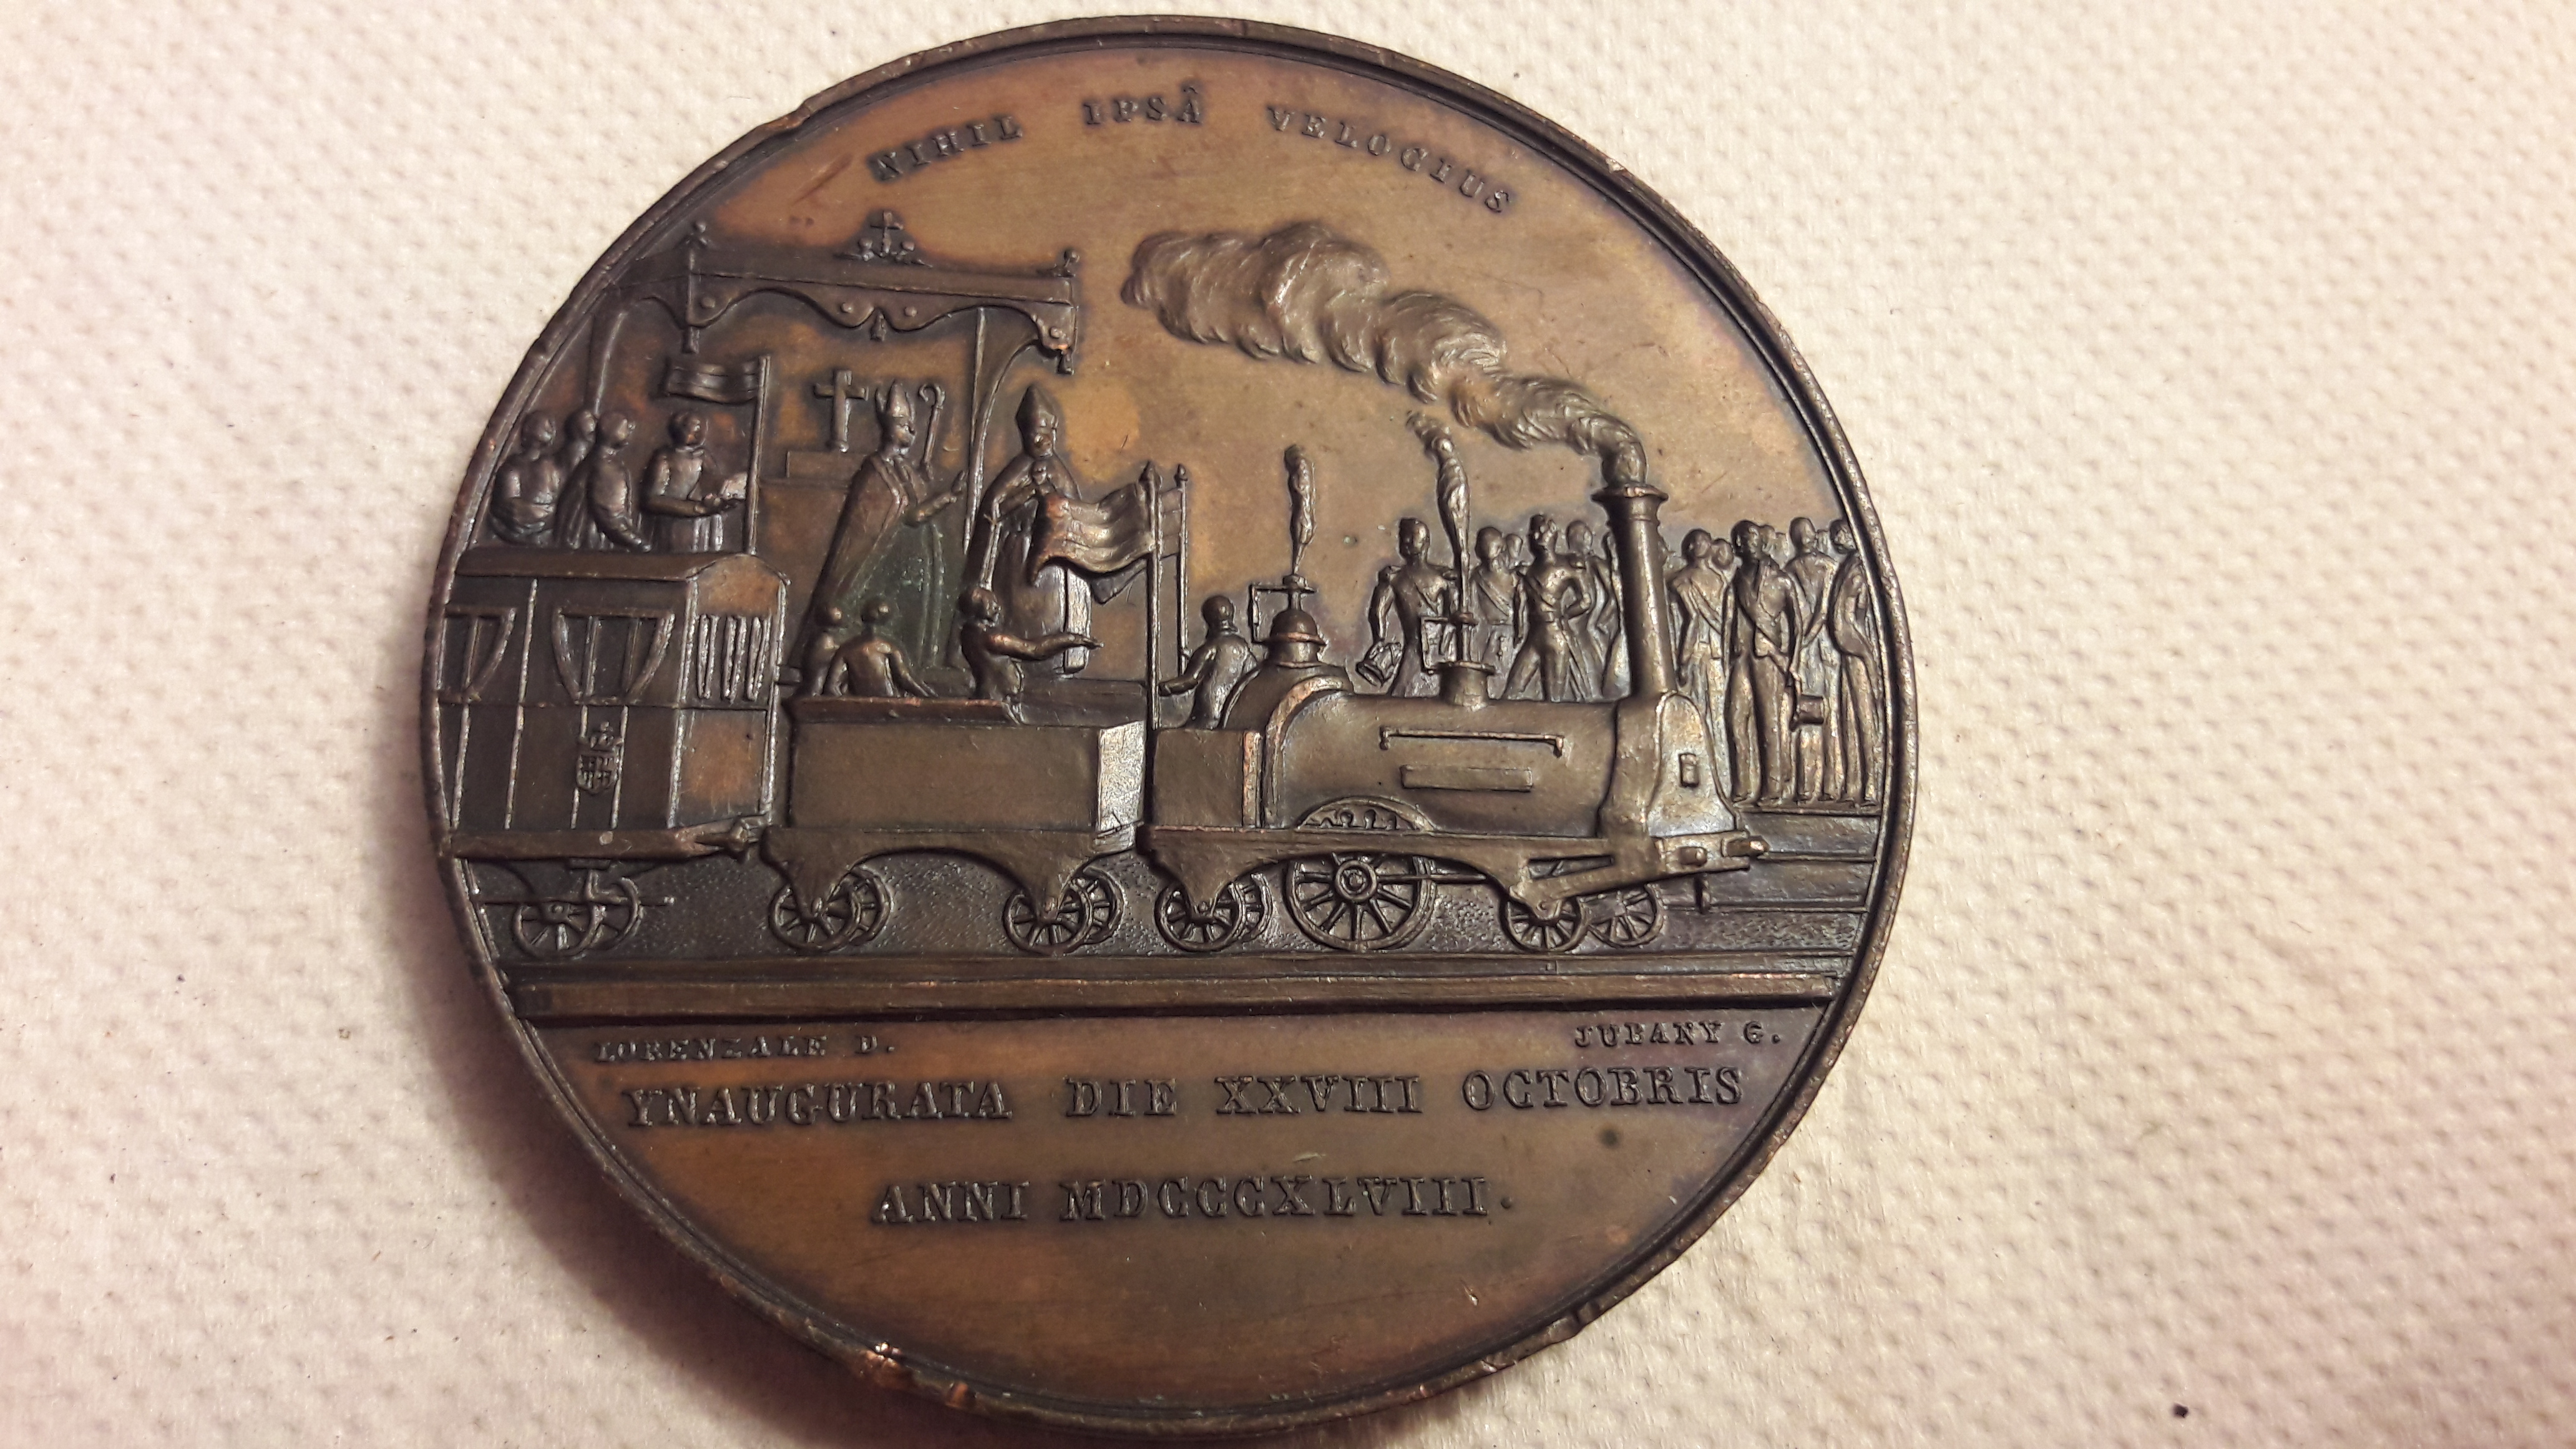 NIHIL IPSÂ VELOCIUS
LORENZALE D. JUBANY G.
YNAUGURATA DIE XXVIII OCTOBRIS
ANNI MDCCCXLVIII.